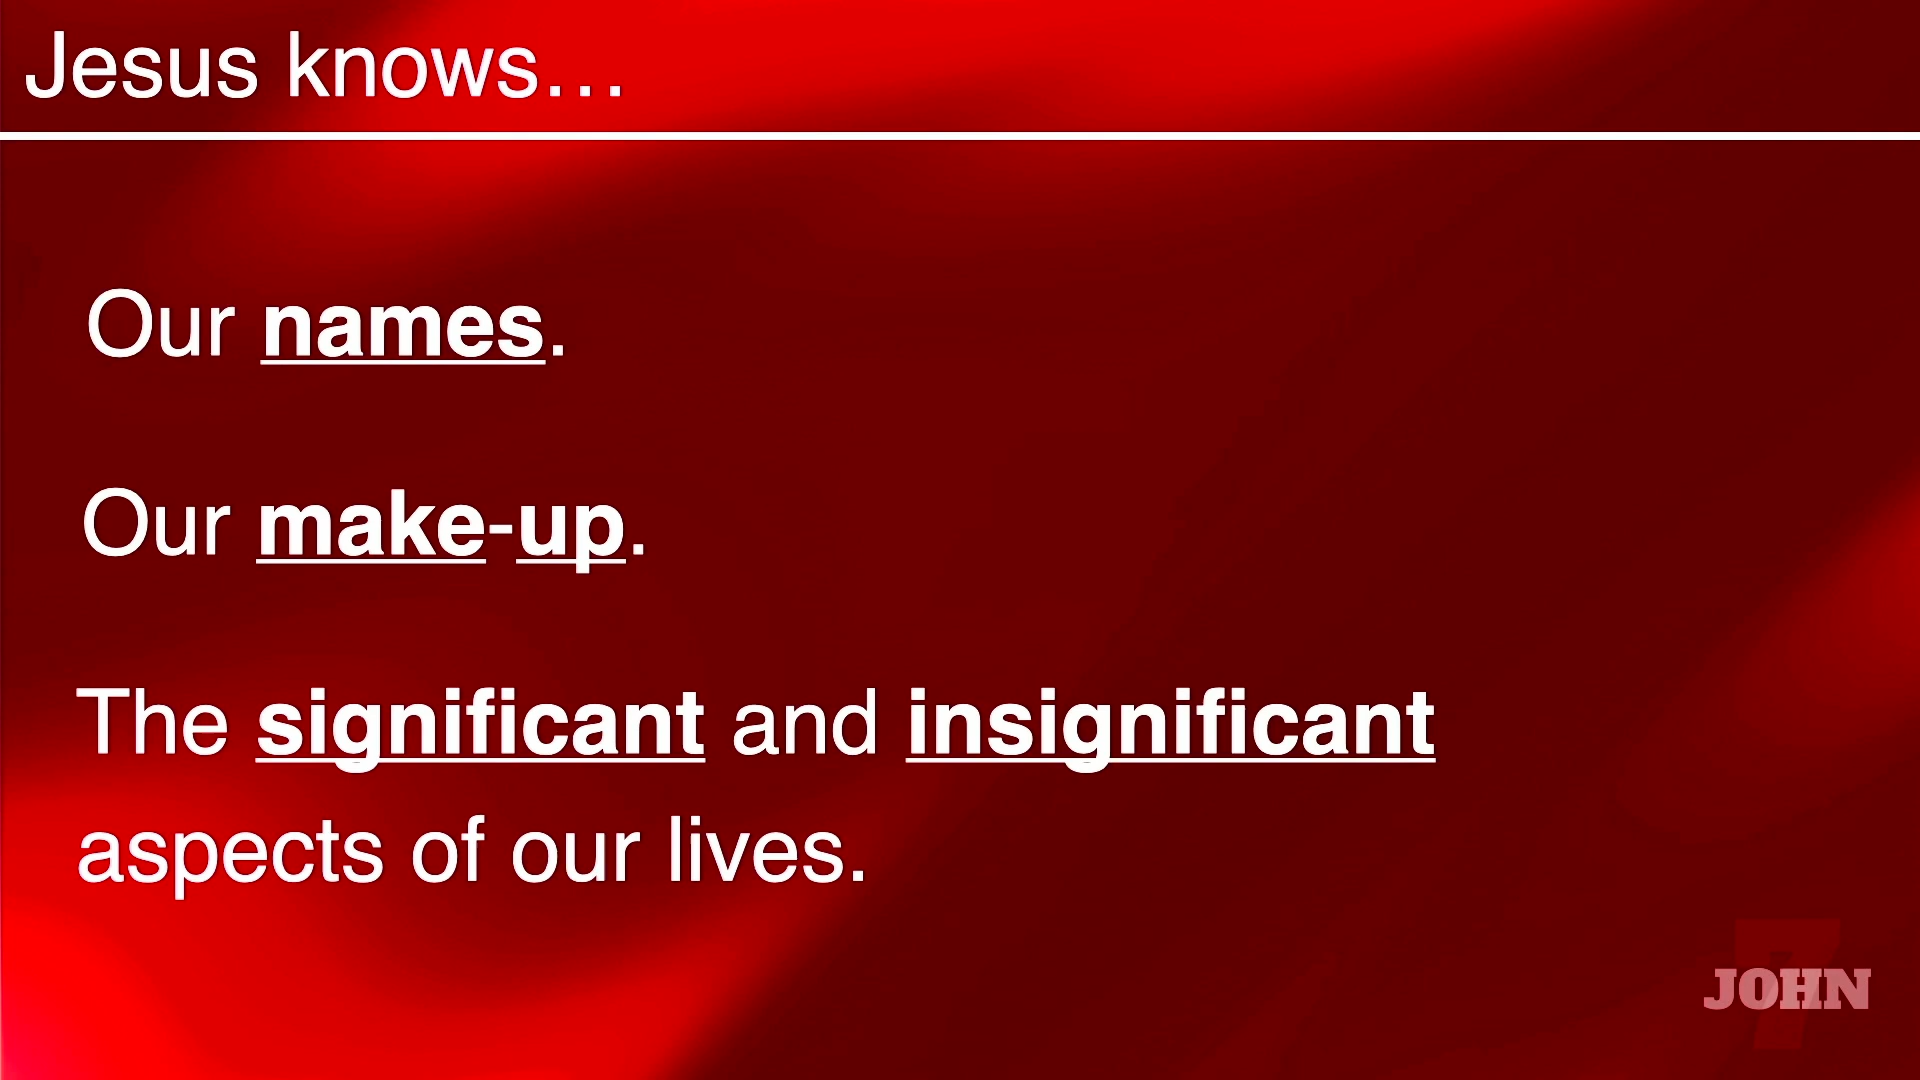 Jesus knows…
Our names.
Our make-up.
The significant and insignificant
aspects of our lives.
7
JOHN